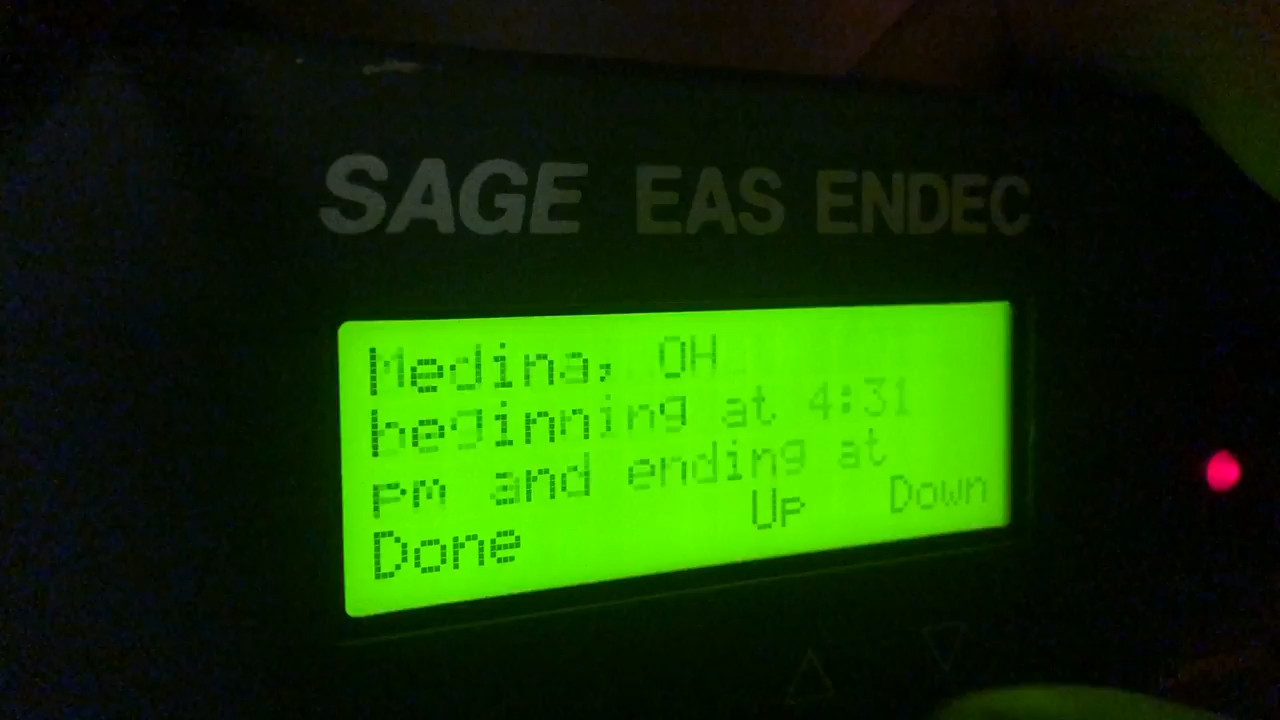 SAGE EAS ENDEC
Medina, OH
beginning at 4:31
pm and ending at
Done Up Down